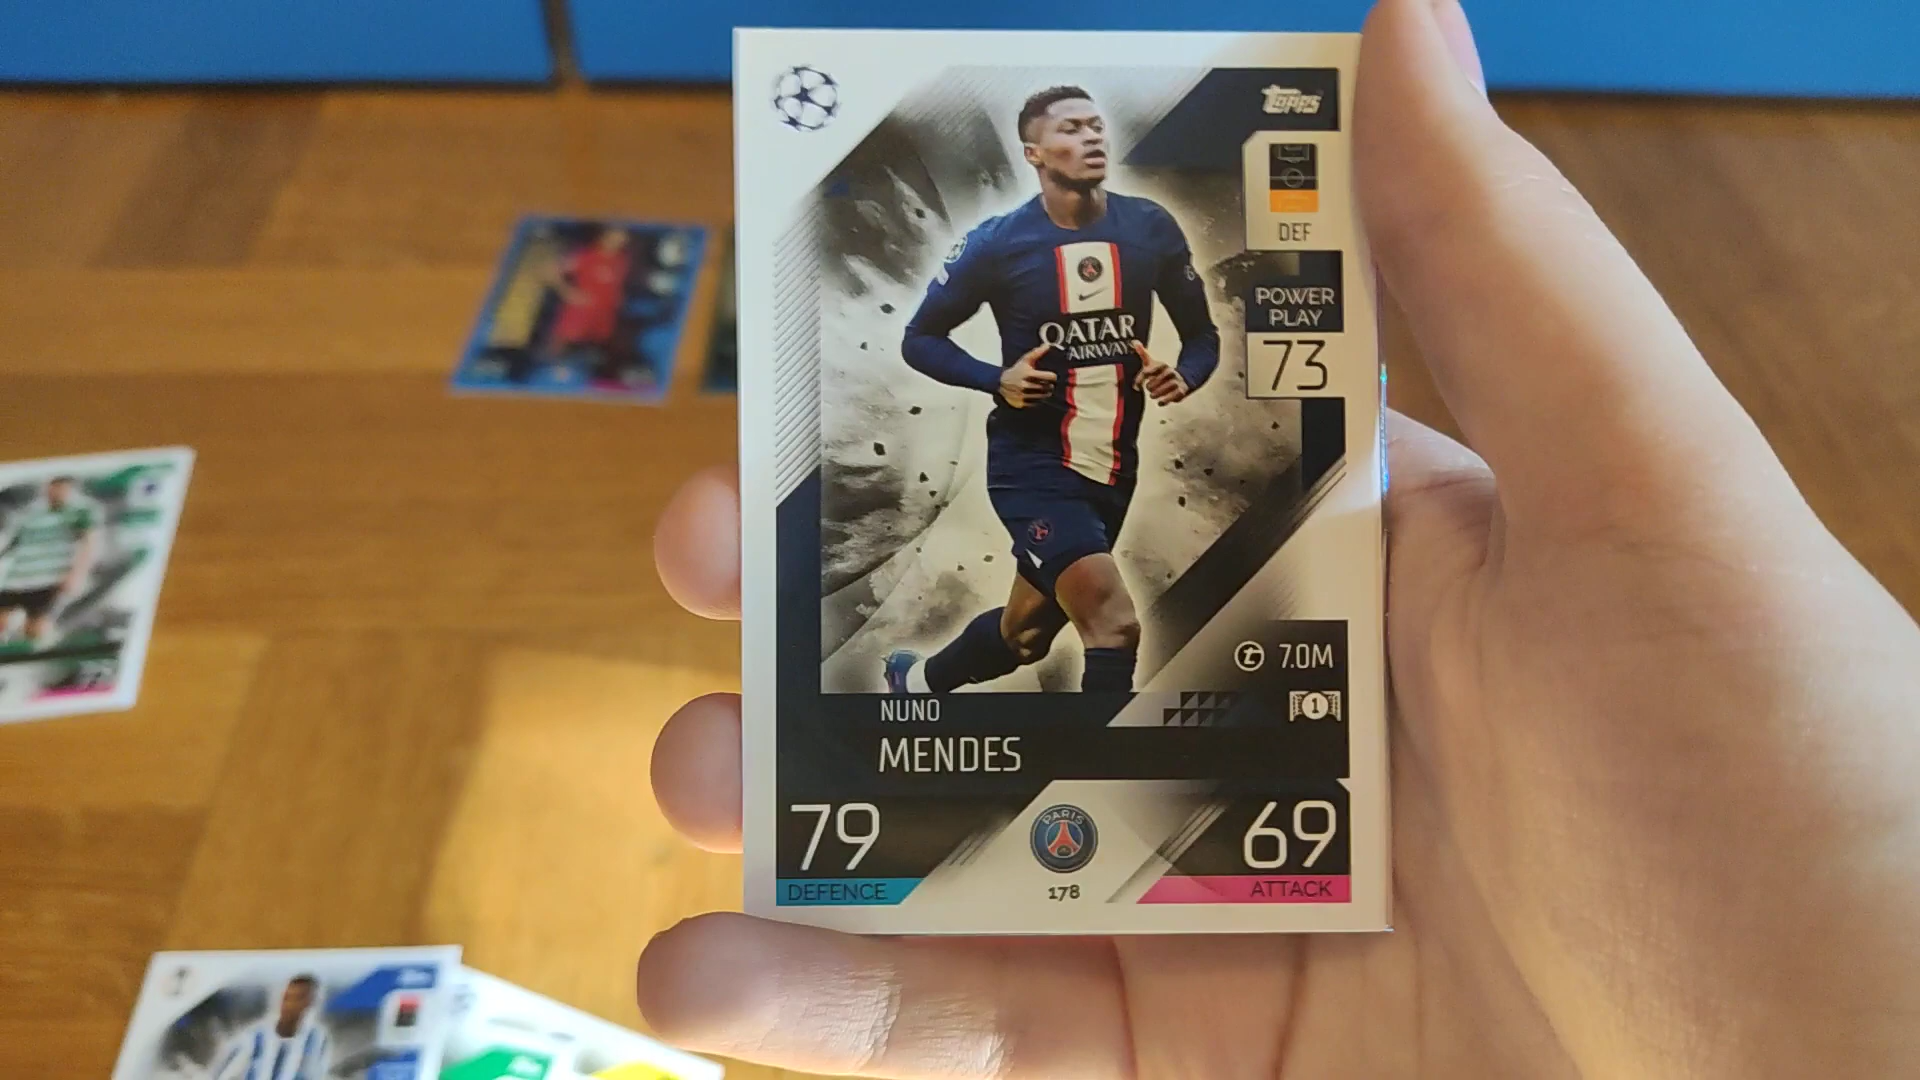 Topps
DEF
POWER
PLAY
73
QATAR
AIRWAYS
7.0M
1
NUNO
MENDES
79
DEFENCE
PARIS
178
69
ATTACK